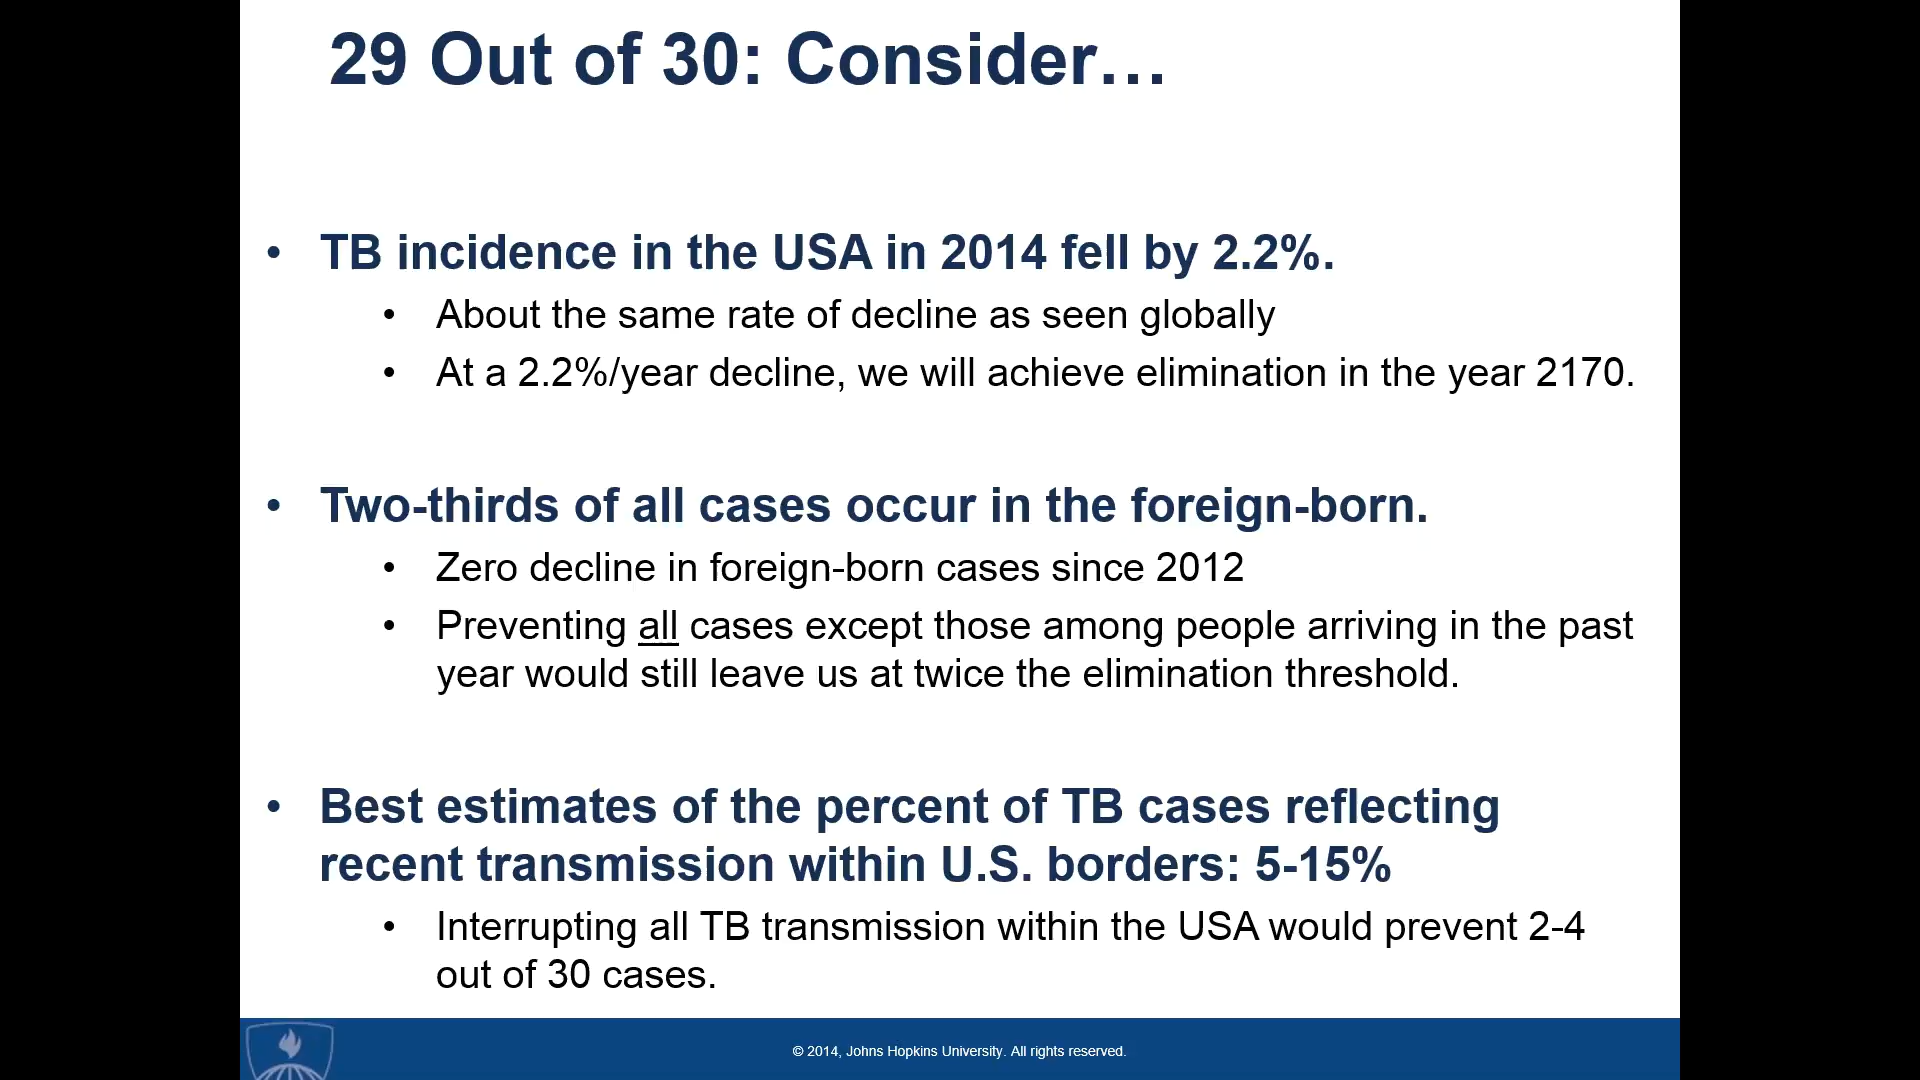 29 Out of 30: Consider…
• TB incidence in the USA in 2014 fell by 2.2%.
• About the same rate of decline as seen globally
• At a 2.2%/year decline, we will achieve elimination in the year 2170.
• Two-thirds of all cases occur in the foreign-born.
• Zero decline in foreign-born cases since 2012
• Preventing all cases except those among people arriving in the past
year would still leave us at twice the elimination threshold.
• Best estimates of the percent of TB cases reflecting
recent transmission within U.S. borders: 5-15%
• Interrupting all TB transmission within the USA would prevent 2-4
out of 30 cases.
© 2014, Johns Hopkins University. All rights reserved.